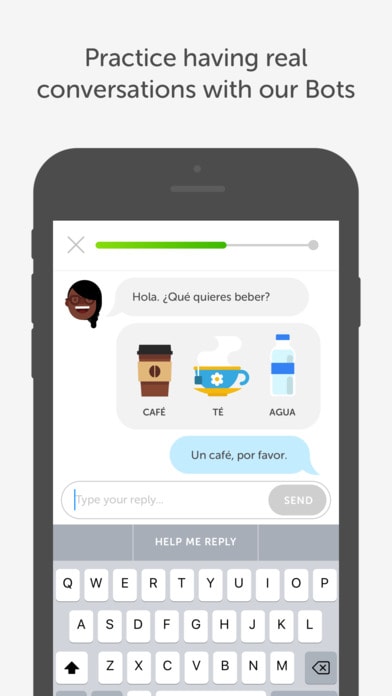 Practice having real
conversations with our Bots
Hola. ¿Qué quieres beber?
CAFÉ TÉ AGUA
Un café, por favor.
Type your reply... SEND
HELP ME REPLY
Q W E R T Y U I O P
A S D F G H J K L
Z X C V B N M